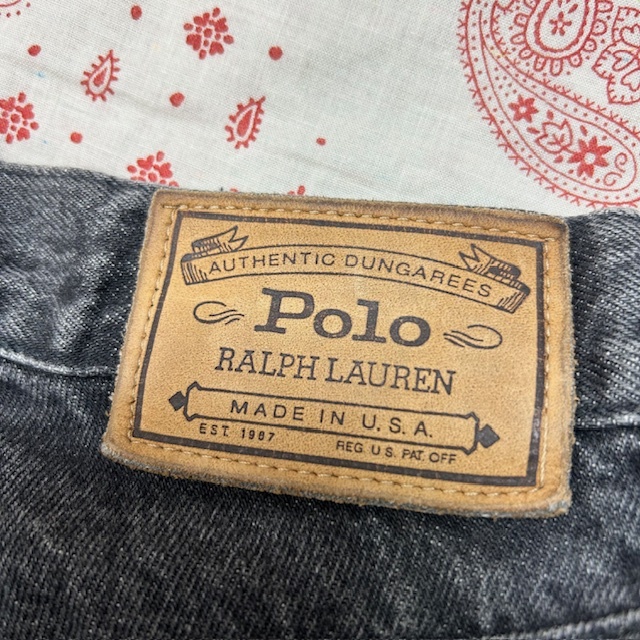 AUTHENTIC DUNGAREES
Polo
RALPH LAUREN
MADE IN U.S.A.
EST. 1967
REG. U.S. PAT. OFF